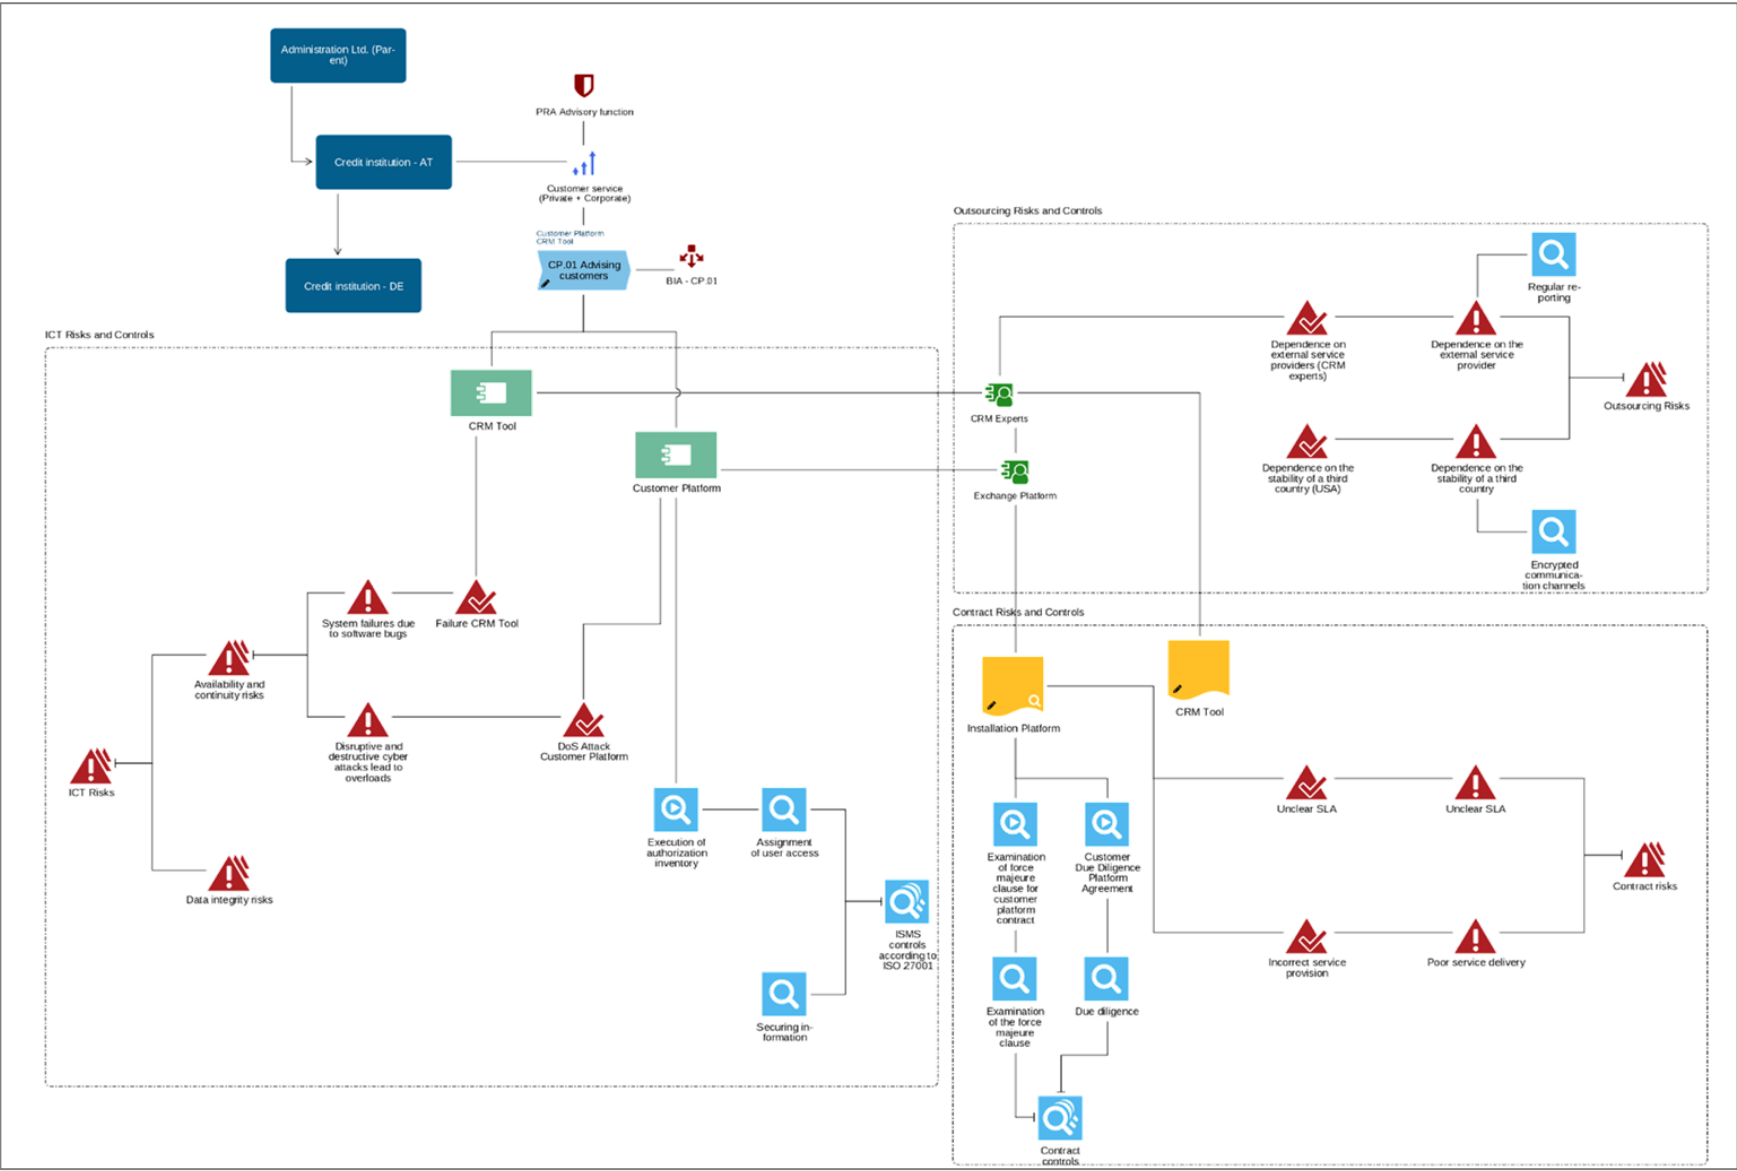 Administration Ltd. (Par-
ent)
PRA Advisory function
Credit institution - AT
Customer service
(Private + Corporate)
Customer Platform
CRM Tool
CP.01 Advising
customers
BIA - CP.01
Credit institution - DE
ICT Risks and Controls
CRM Tool
Customer Platform
System failures due
to software bugs
Failure CRM Tool
Availability and
continuity risks
Disruptive and
destructive cyber
attacks lead to
overloads
DoS Attack
Customer Platform
ICT Risks
Data integrity risks
Execution of
authorization
inventory
Assignment
of user access
ISMS
controls
according to
ISO 27001
Securing in-
formation
Outsourcing Risks and Controls
Regular re-
porting
Dependence on
external service
providers (CRM
experts)
Dependence on the
external service
provider
Outsourcing Risks
CRM Experts
Exchange Platform
Dependence on the
stability of a third
country (USA)
Dependence on the
stability of a third
country
Encrypted
communica-
tion channels
Contract Risks and Controls
Installation Platform
CRM Tool
Unclear SLA
Unclear SLA
Examination
of force
majeure
clause for
customer
platform
contract
Customer
Due Diligence
Platform
Agreement
Contract risks
Incorrect service
provision
Poor service delivery
Examination
of the force
majeure
clause
Due diligence
Contract
controls